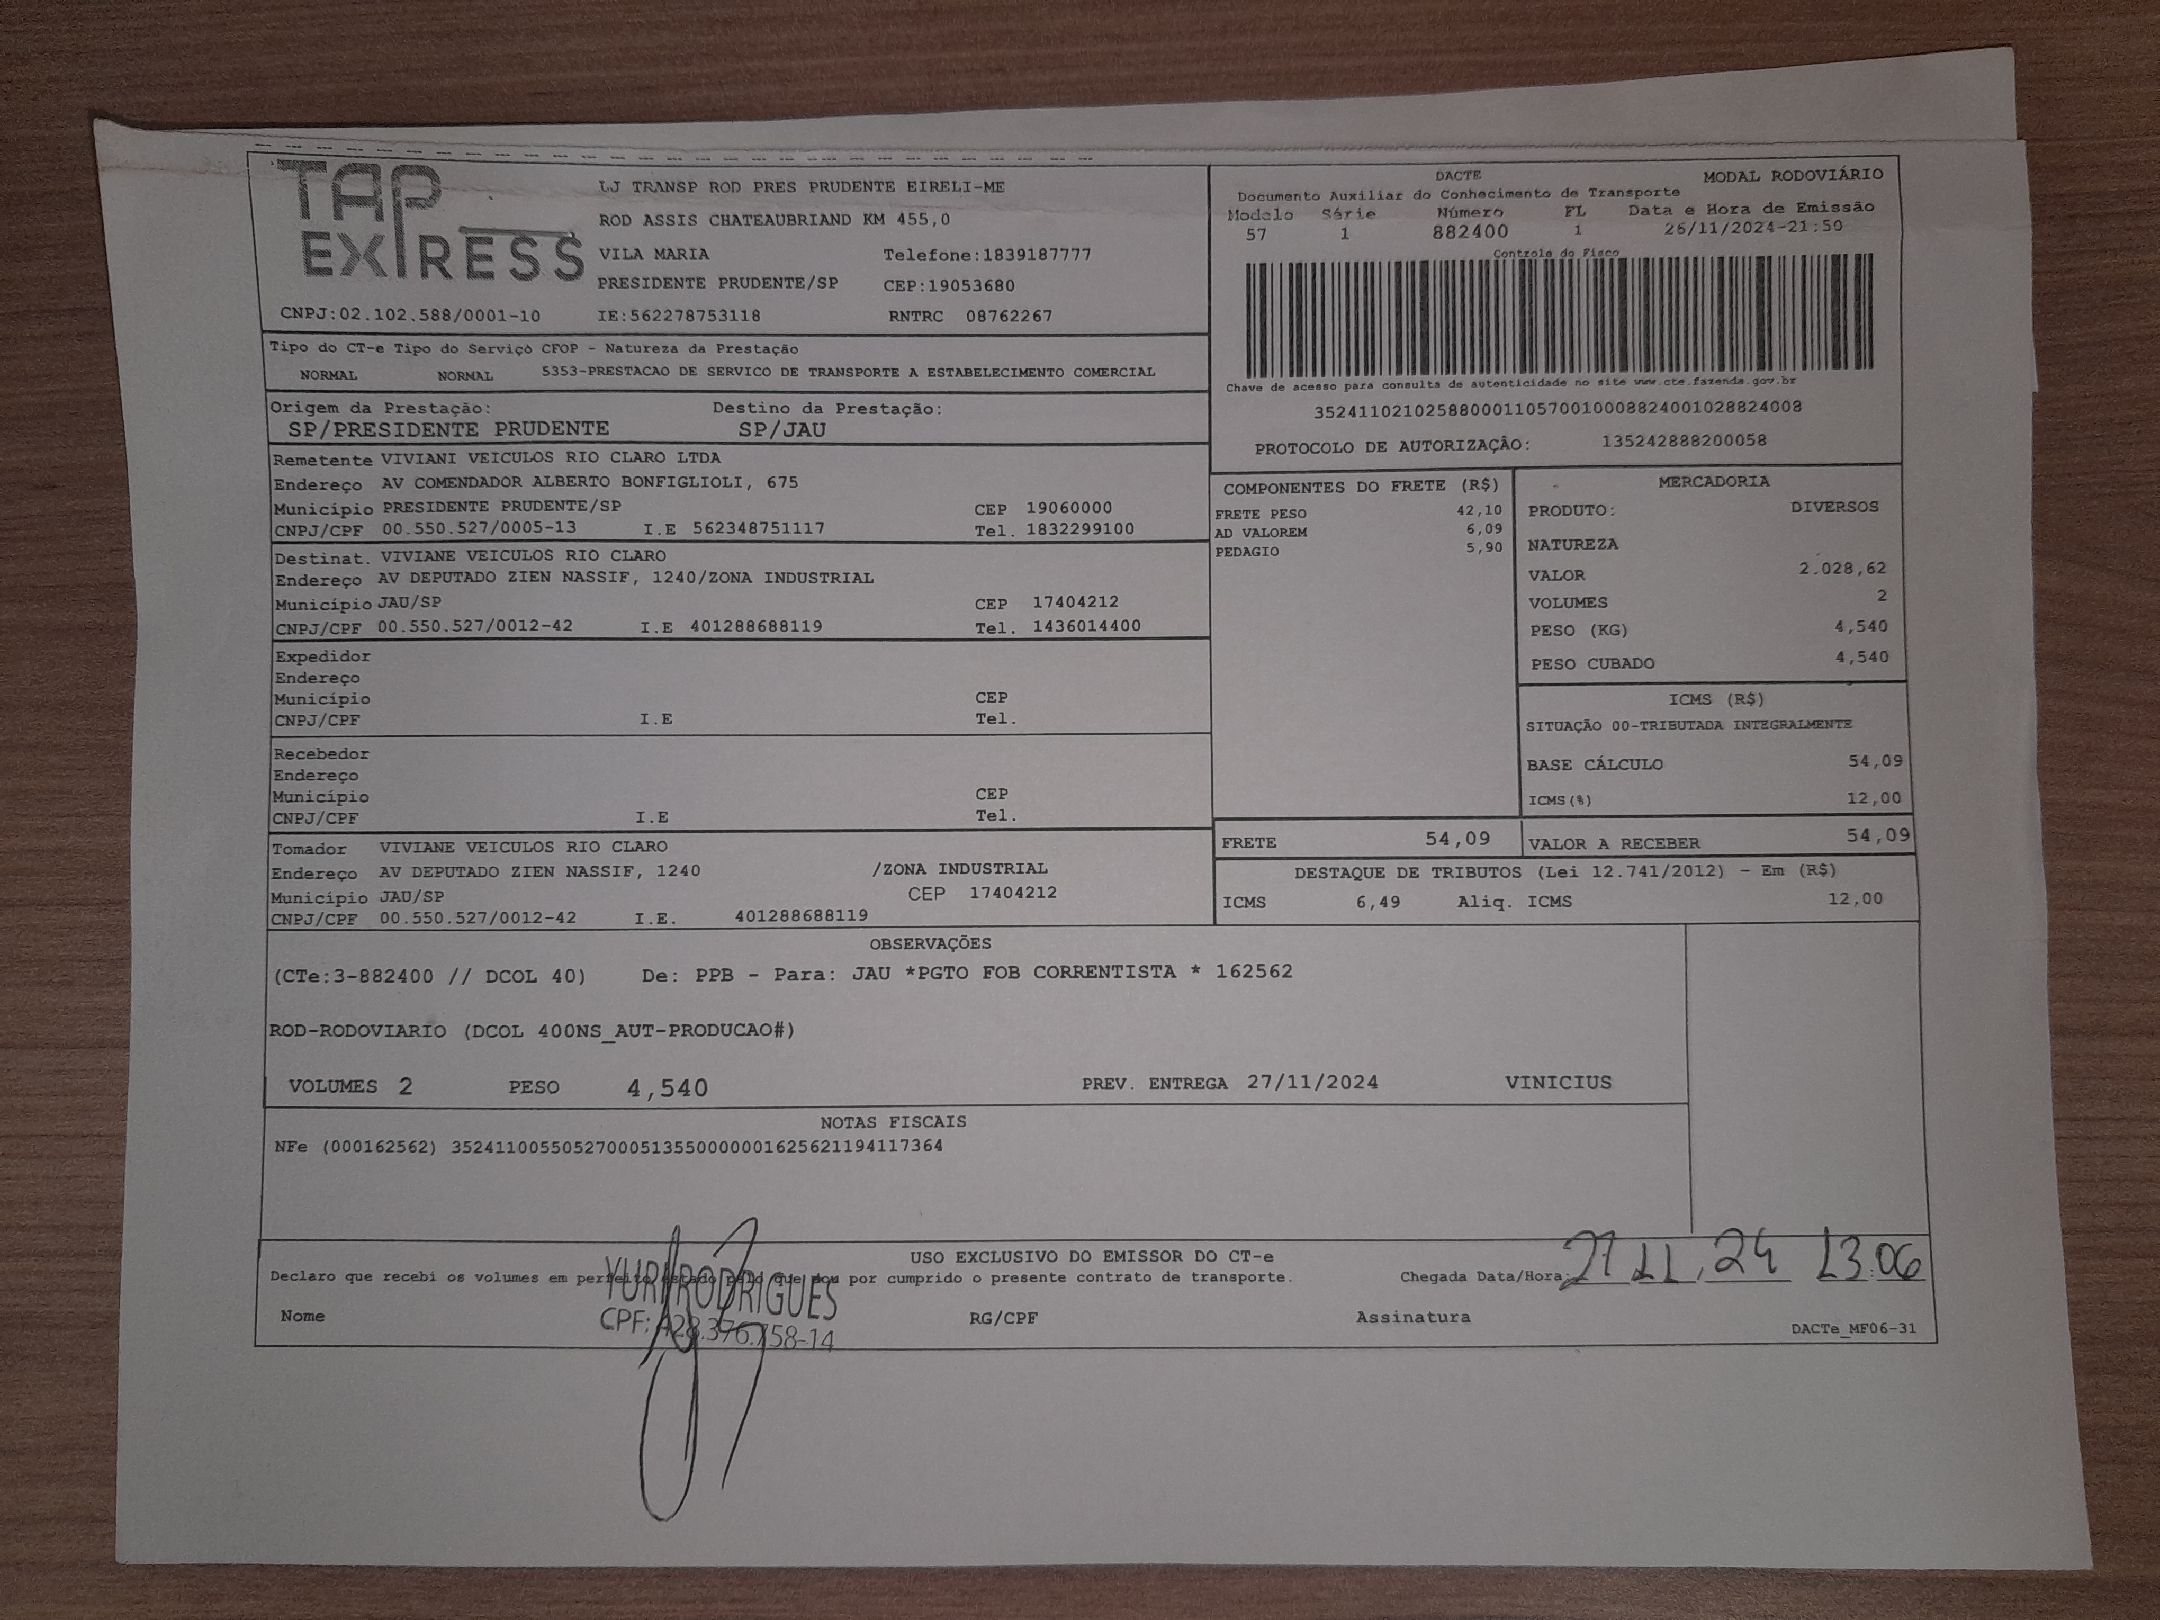 TAP EXPRESS
LJ TRANSP ROD PRES PRUDENTE EIRELI-ME
ROD ASSIS CHATEAUBRIAND KM 455,0
VILA MARIA Telefone:1839187777
PRESIDENTE PRUDENTE/SP CEP:19053680
CNPJ:02.102.588/0001-10 IE:562278753118 RNTRC 08762267
DACTE MODAL RODOVIÁRIO
Documento Auxiliar do Conhecimento de Transporte
Modelo Série Número FL Data e Hora de Emissão
57 1 882400 1 26/11/2024-21:50
Controle do Fisco
Chave de acesso para consulta de autenticidade no site www.cte.fazenda.gov.br
35241102102588000110570010008824001028824008
PROTOCOLO DE AUTORIZAÇÃO: 135242888200058
Tipo do CT-e Tipo do Serviço CFOP - Natureza da Prestação
NORMAL NORMAL 5353-PRESTACAO DE SERVICO DE TRANSPORTE A ESTABELECIMENTO COMERCIAL
Origem da Prestação: Destino da Prestação:
SP/PRESIDENTE PRUDENTE SP/JAU
Remetente VIVIANI VEICULOS RIO CLARO LTDA
Endereço AV COMENDADOR ALBERTO BONFIGLIOLI, 675
Município PRESIDENTE PRUDENTE/SP CEP 19060000
CNPJ/CPF 00.550.527/0005-13 I.E 562348751117 Tel. 1832299100
Destinat. VIVIANE VEICULOS RIO CLARO
Endereço AV DEPUTADO ZIEN NASSIF, 1240/ZONA INDUSTRIAL
Município JAU/SP CEP 17404212
CNPJ/CPF 00.550.527/0012-42 I.E 401288688119 Tel. 1436014400
Expedidor
Endereço
Município CEP
CNPJ/CPF I.E Tel.
Recebedor
Endereço
Município CEP
CNPJ/CPF I.E Tel.
Tomador VIVIANE VEICULOS RIO CLARO
Endereço AV DEPUTADO ZIEN NASSIF, 1240 /ZONA INDUSTRIAL
Município JAU/SP CEP 17404212
CNPJ/CPF 00.550.527/0012-42 I.E. 401288688119
COMPONENTES DO FRETE (R$)
FRETE PESO 42,10
AD VALOREM 6,09
PEDAGIO 5,90
MERCADORIA
PRODUTO: DIVERSOS
NATUREZA
VALOR 2.028,62
VOLUMES 2
PESO (KG) 4,540
PESO CUBADO 4,540
ICMS (R$)
SITUAÇÃO 00-TRIBUTADA INTEGRALMENTE
BASE CÁLCULO 54,09
ICMS(%) 12,00
FRETE 54,09 VALOR A RECEBER 54,09
DESTAQUE DE TRIBUTOS (Lei 12.741/2012) - Em (R$)
ICMS 6,49 Aliq. ICMS 12,00
OBSERVAÇÕES
(CTe:3-882400 // DCOL 40) De: PPB - Para: JAU *PGTO FOB CORRENTISTA * 162562
ROD-RODOVIARIO (DCOL 400NS_AUT-PRODUCAO#)
VOLUMES 2 PESO 4,540 PREV. ENTREGA 27/11/2024 VINICIUS
NOTAS FISCAIS
NFe (000162562) 35241100550527000513550000001625621194117364
USO EXCLUSIVO DO EMISSOR DO CT-e
Declaro que recebi os volumes em perfeito estado pelo que dou por cumprido o presente contrato de transporte. Chegada Data/Hora: 27 11.24 13:06
YURI RODRIGUES
Nome RG/CPF Assinatura
CPF: 428.376.758-14
DACTe_MF06-31